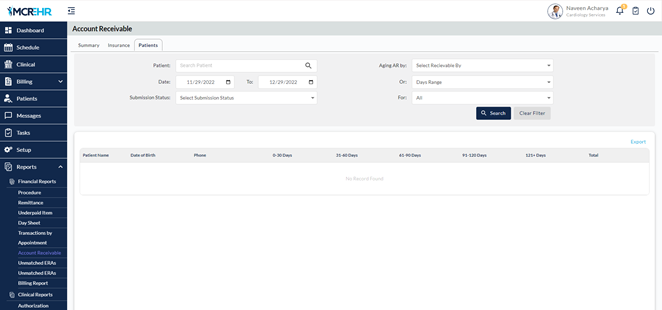 MCREHR
Naveen Acharya
Cardiology Services
Dashboard
Schedule
Clinical
Billing
Patients
Messages
Tasks
Setup
Reports
Financial Reports
Procedure
Remittance
Underpaid Item
Day Sheet
Transactions by
Appointment
Account Receivable
Unmatched ERAs
Unmatched ERAs
Billing Report
Clinical Reports
Authorization
Account Receivable
Summary Insurance Patients
Patient: Search Patient Aging AR by: Select Recievable By
Date: 11/29/2022 To: 12/29/2022 On: Days Range
Submission Status: Select Submission Status For: All
Search Clear Filter
Export
Patient Name Date of Birth Phone 0-30 Days 31-60 Days 61-90 Days 91-120 Days 121+ Days Total
No Record Found